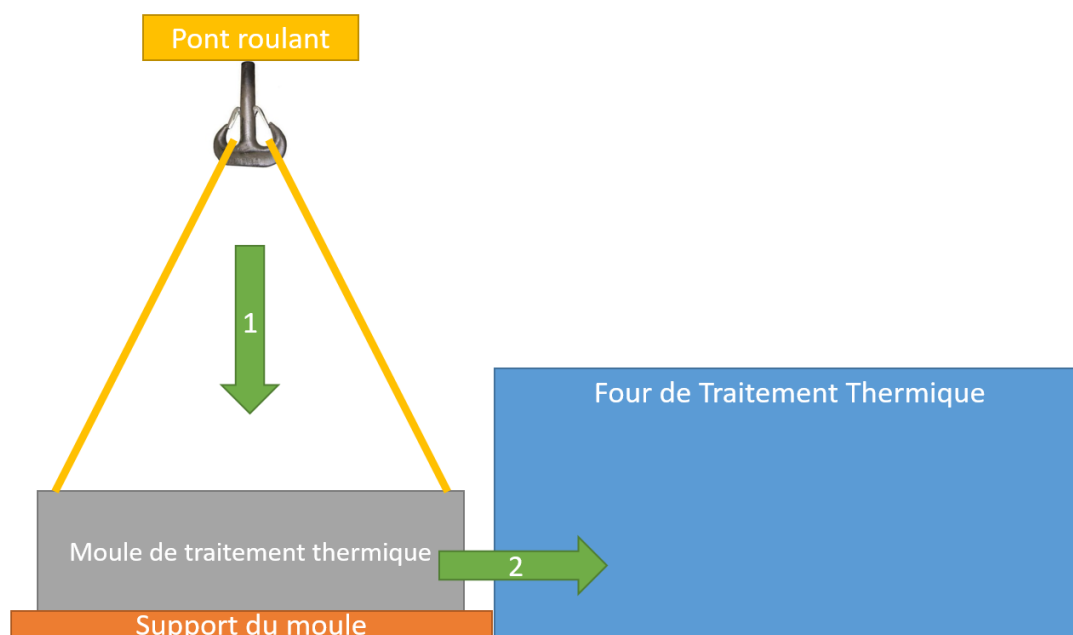 Pont roulant
1
Four de Traitement Thermique
Moule de traitement thermique
2
Support du moule